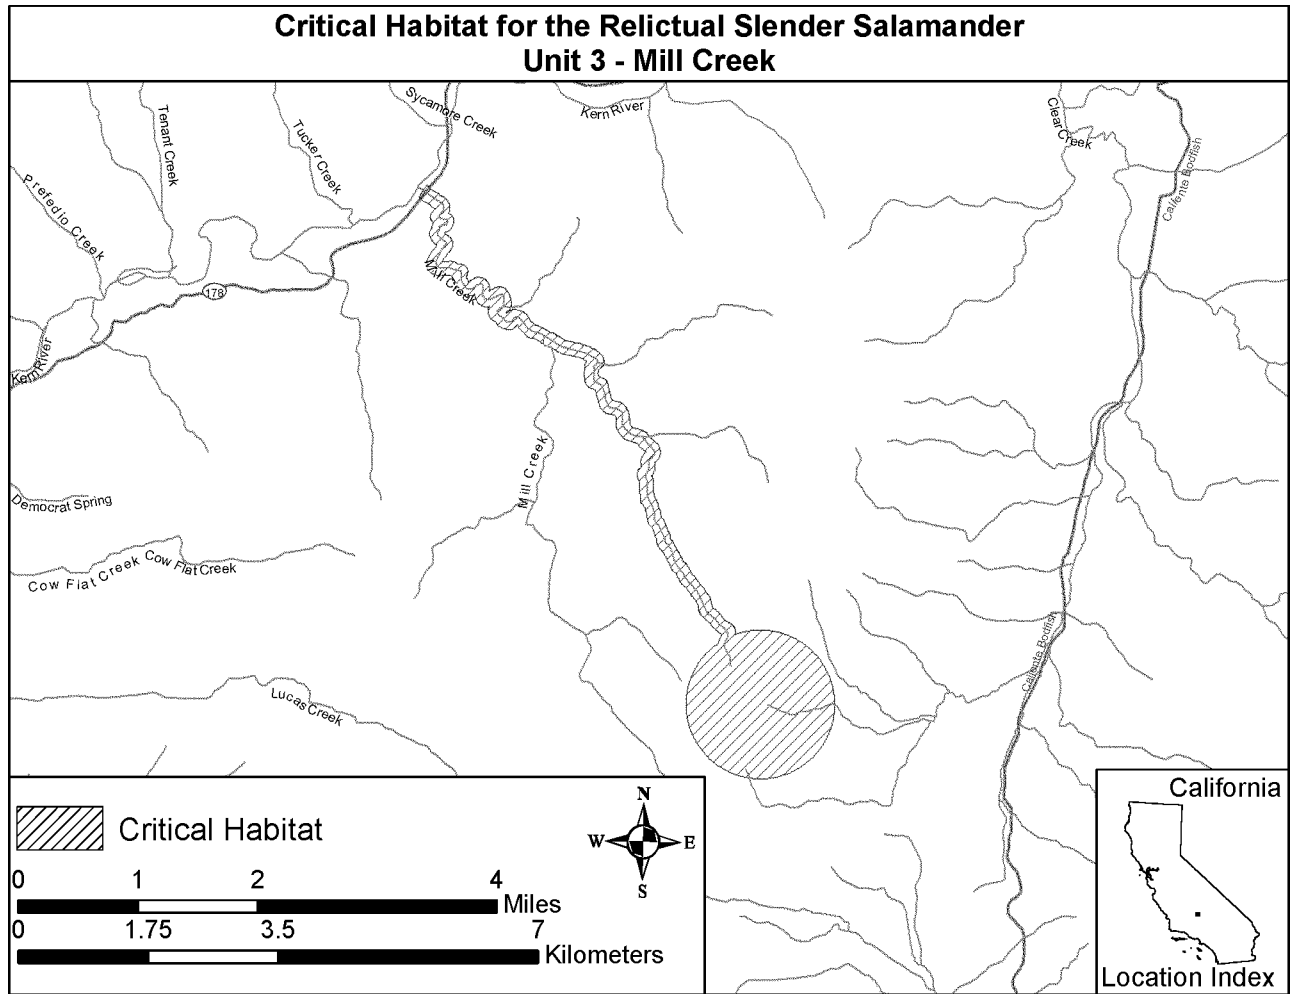 Critical Habitat for the Relictual Slender Salamander
Unit 3 - Mill Creek
Sycamore Creek
Kern River
Clear Creek
Tenant Creek
Tucker Creek
Caliente Bodfish
Prefedio Creek
Mill Creek
178
Kern River
Mill Creek
Democrat Spring
Cow Flat Creek
Cow Flat Creek
Caliente Bodfish
Lucas Creek
Critical Habitat
N
W
E
S
0 1 2 4
Miles
0 1.75 3.5 7
Kilometers
California
Location Index